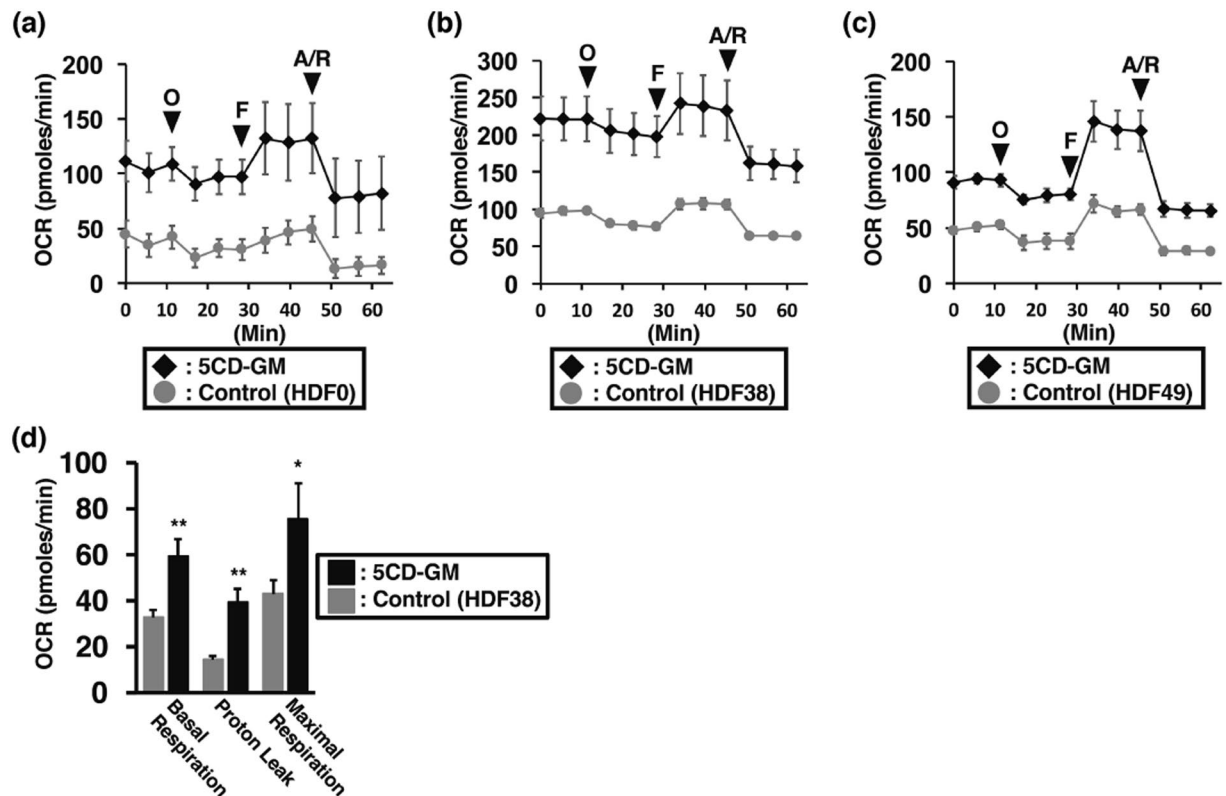 (a)
OCR (pmoles/min)
200
150
100
50
0
O
F
A/R
0 10 20 30 40 50 60
(Min)
: 5CD-GM
: Control (HDF0)
(b)
OCR (pmoles/min)
300
250
200
150
100
50
0
O
F
A/R
0 10 20 30 40 50 60
(Min)
: 5CD-GM
: Control (HDF38)
(c)
OCR (pmoles/min)
200
150
100
50
0
O
F
A/R
0 10 20 30 40 50 60
(Min)
: 5CD-GM
: Control (HDF49)
(d)
OCR (pmoles/min)
100
80
60
40
20
0
**
**
*
Basal
Respiration
Proton Leak
Maximal
Respiration
: 5CD-GM
: Control (HDF38)